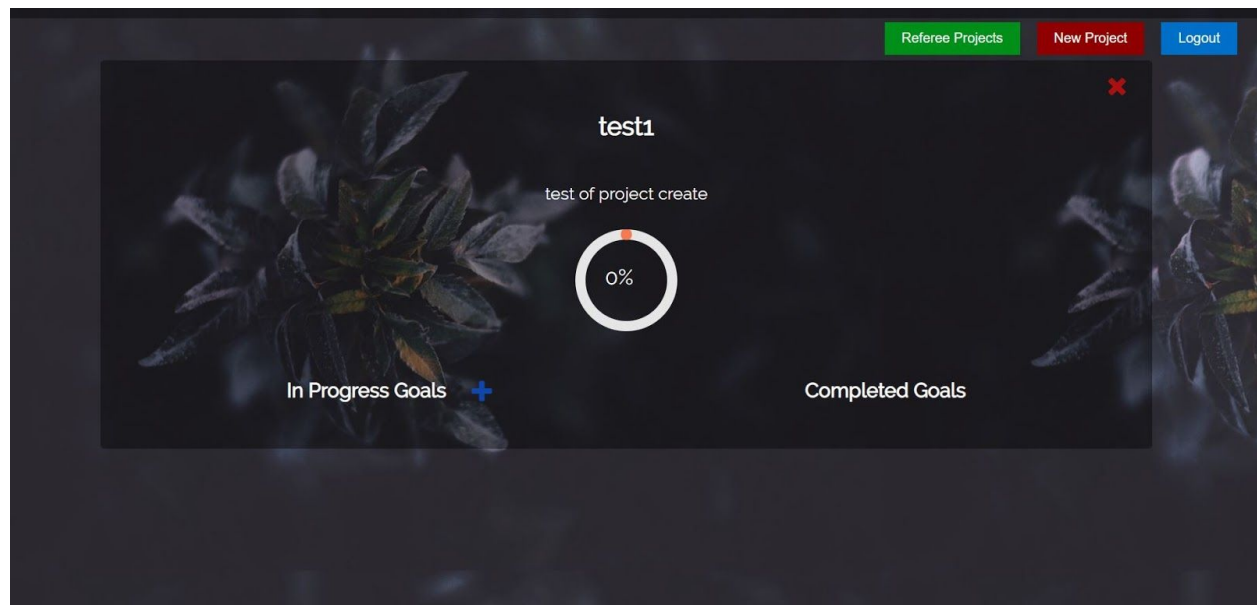 Referee Projects New Project Logout
test1
test of project create
0%
In Progress Goals Completed Goals